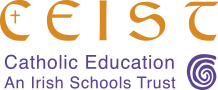 CEIST
Catholic Education
An Irish Schools Trust